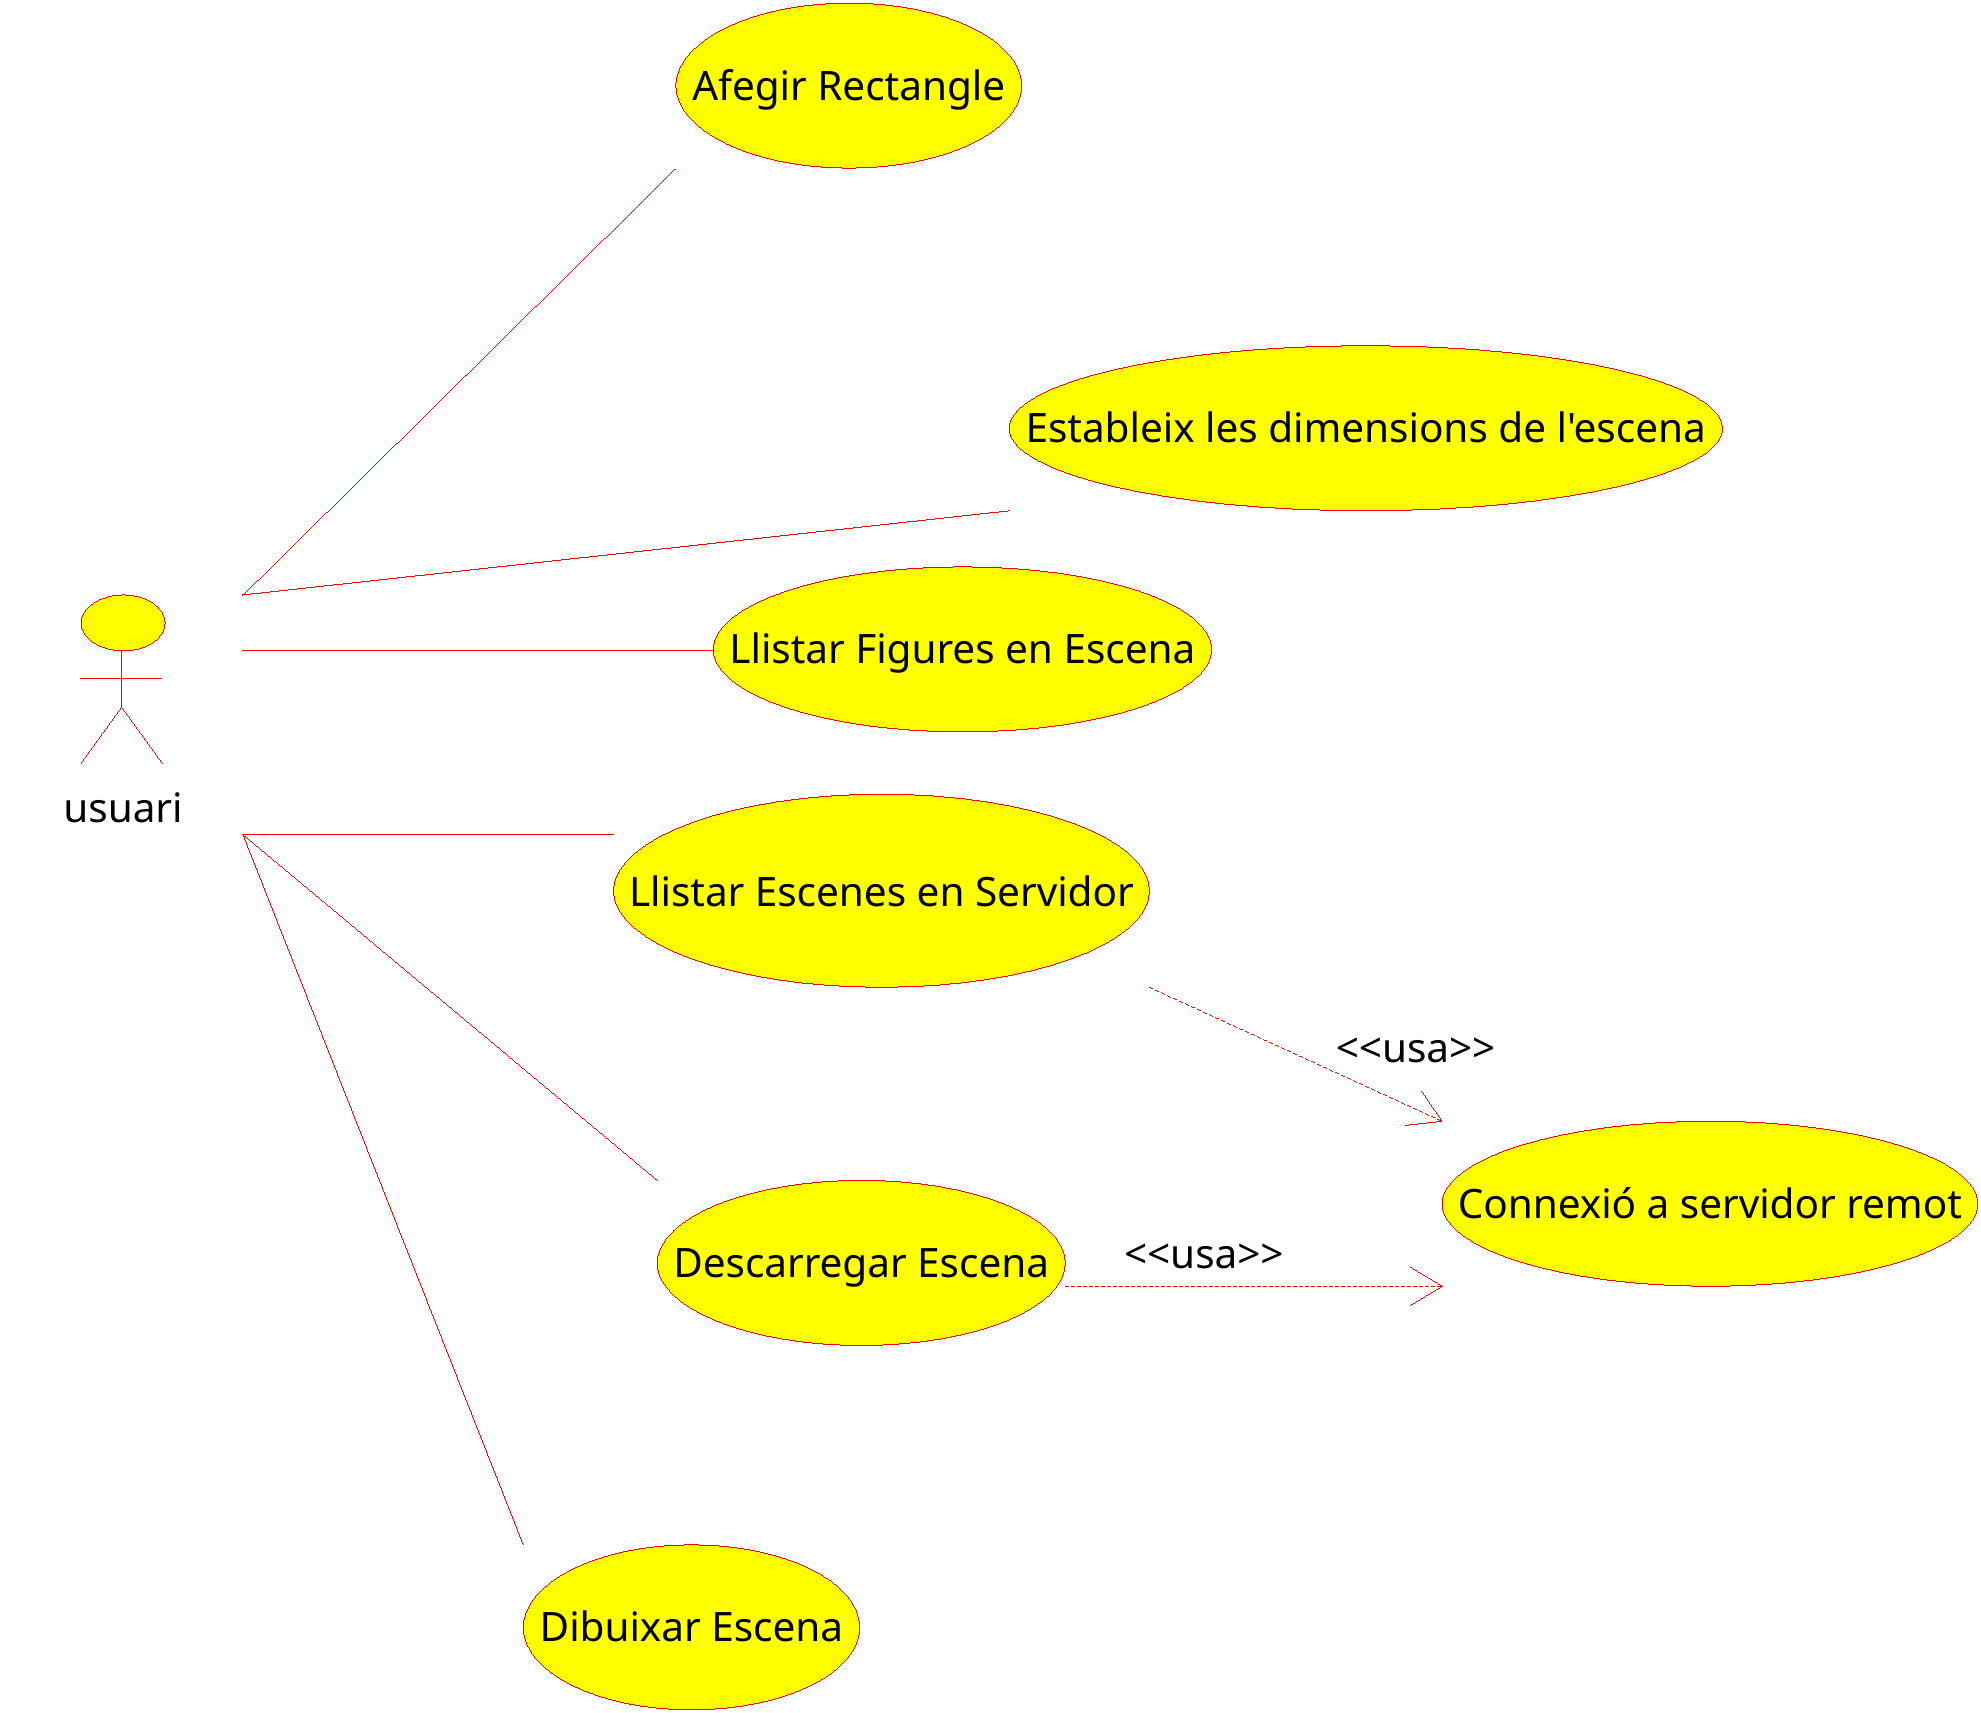 Afegir Rectangle
Estableix les dimensions de l'escena
Llistar Figures en Escena
usuari
Llistar Escenes en Servidor
<<usa>>
Connexió a servidor remot
<<usa>>
Descarregar Escena
Dibuixar Escena